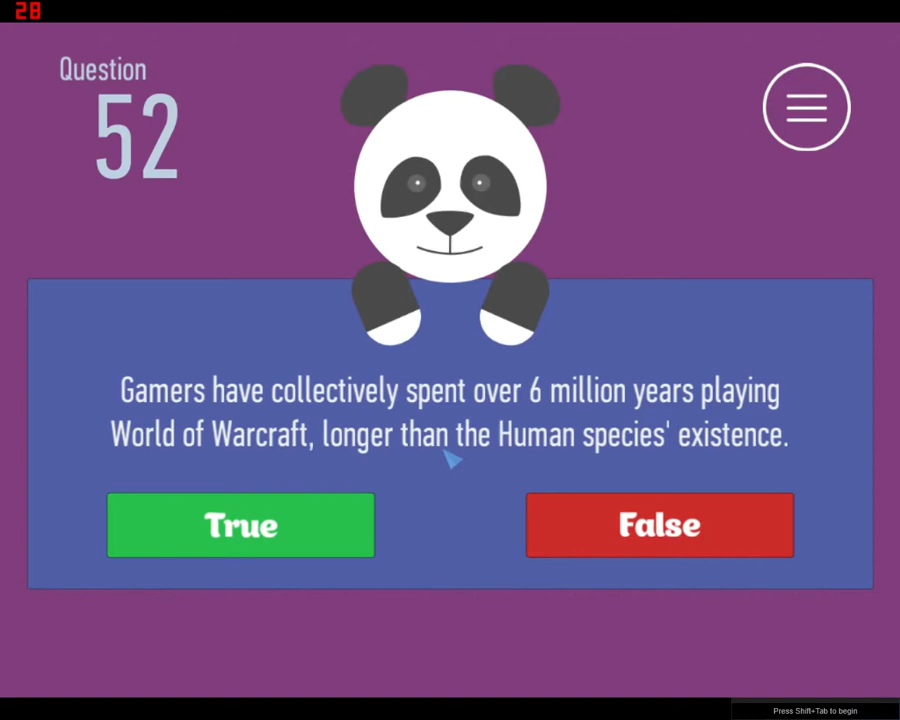 28
Question
52
Gamers have collectively spent over 6 million years playing
World of Warcraft, longer than the Human species' existence.
True
False
Press Shift+Tab to begin